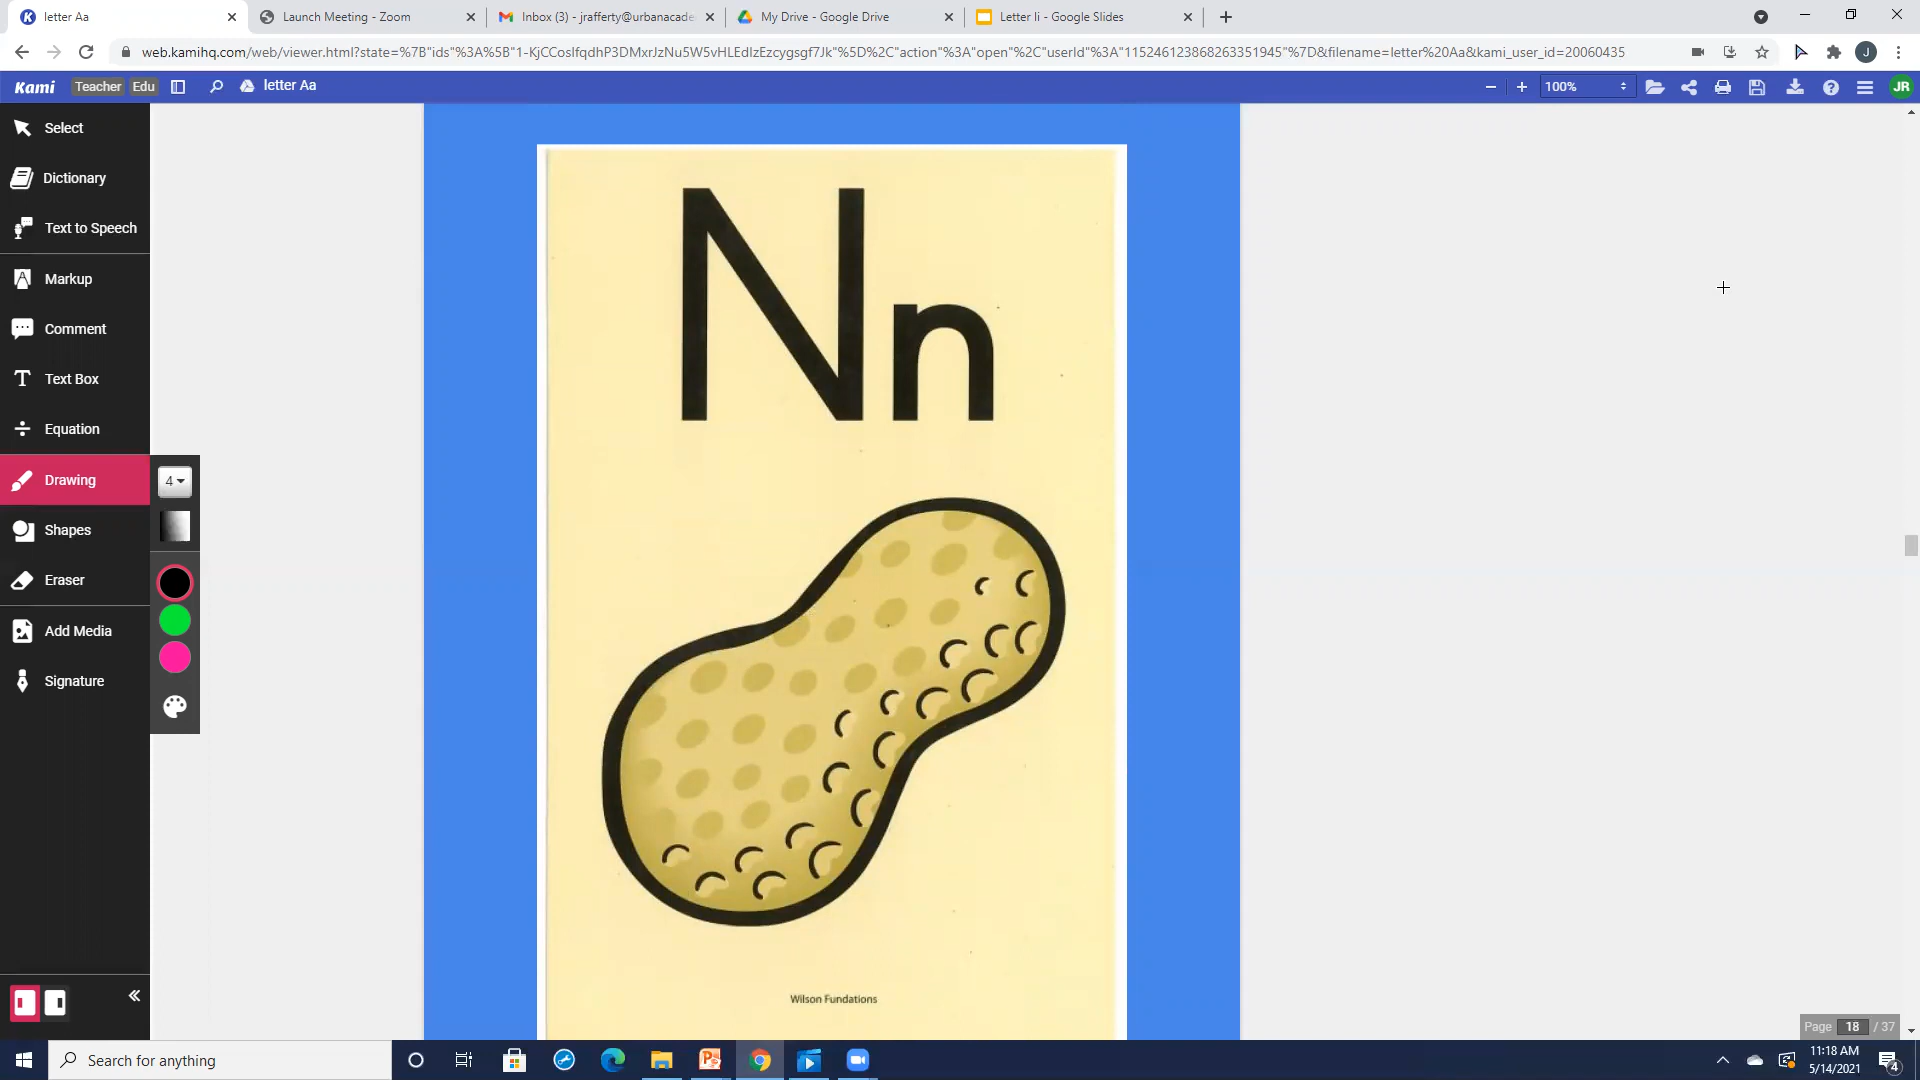 letter Aa
Launch Meeting - Zoom
Inbox (3) - jrafferty@urbanacade
My Drive - Google Drive
Letter Ii - Google Slides
web.kamihq.com/web/viewer.html?state=%7B"ids"%3A%5B"1-KjCCosIfqdhP3DMxrJzNu5W5vHLEdIzEzcygsgf7Jk"%5D%2C"action"%3A"open"%2C"userId"%3A"115246123868263351945"%7D&filename=letter%20Aa&kami_user_id=20060435
J
Kami Teacher Edu
letter Aa
100%
JR
Select
Dictionary
Text to Speech
Markup
Comment
Text Box
Equation
Drawing
4
Shapes
Eraser
Add Media
Signature
Nn
Wilson Fundations
Page 18 / 37
Search for anything
11:18 AM
5/14/2021
4